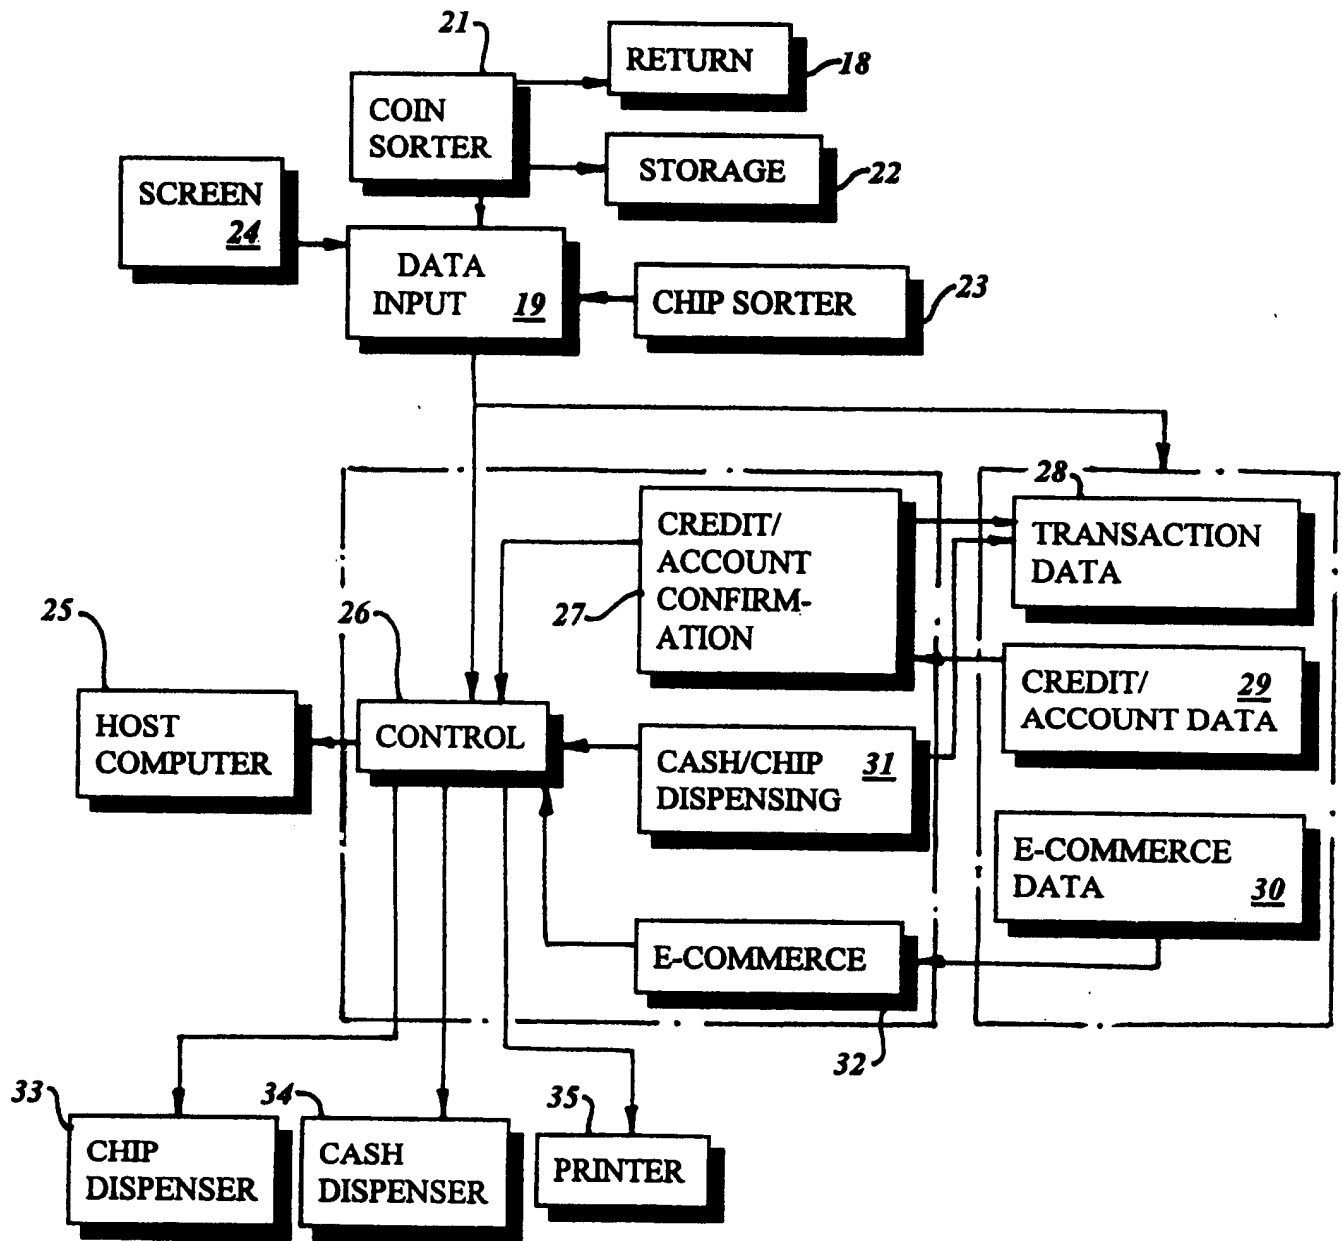 21
RETURN
18
COIN
SORTER
STORAGE
22
SCREEN
24
DATA
INPUT
19
CHIP SORTER
23
28
CREDIT/
ACCOUNT
CONFIRM-
ATION
27
TRANSACTION
DATA
25
26
HOST
COMPUTER
CONTROL
CREDIT/
ACCOUNT DATA
29
CASH/CHIP
DISPENSING
31
E-COMMERCE
DATA
30
E-COMMERCE
32
33
CHIP
DISPENSER
34
CASH
DISPENSER
35
PRINTER